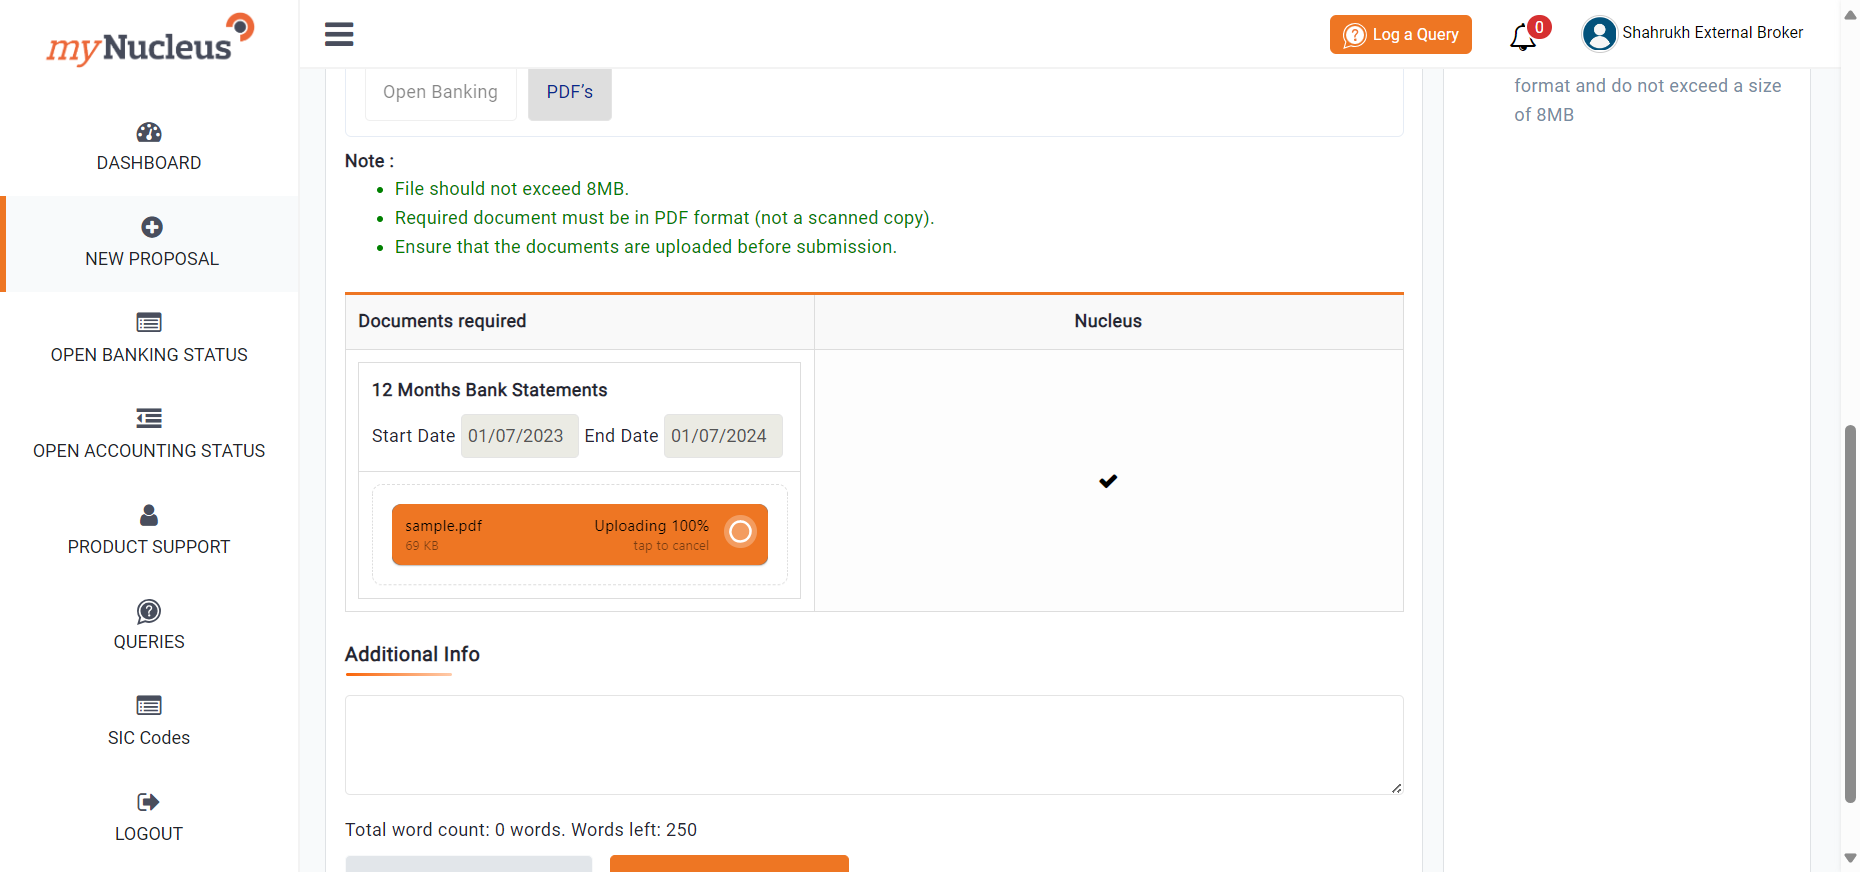 myNucleus
Log a Query
0
Shahrukh External Broker
DASHBOARD
NEW PROPOSAL
OPEN BANKING STATUS
OPEN ACCOUNTING STATUS
PRODUCT SUPPORT
QUERIES
SIC Codes
LOGOUT
Open Banking
PDF’s
Note :
File should not exceed 8MB.
Required document must be in PDF format (not a scanned copy).
Ensure that the documents are uploaded before submission.
Documents required
Nucleus
12 Months Bank Statements
Start Date 01/07/2023 End Date 01/07/2024
sample.pdf
69 KB
Uploading 100%
tap to cancel
Additional Info
Total word count: 0 words. Words left: 250
format and do not exceed a size
of 8MB